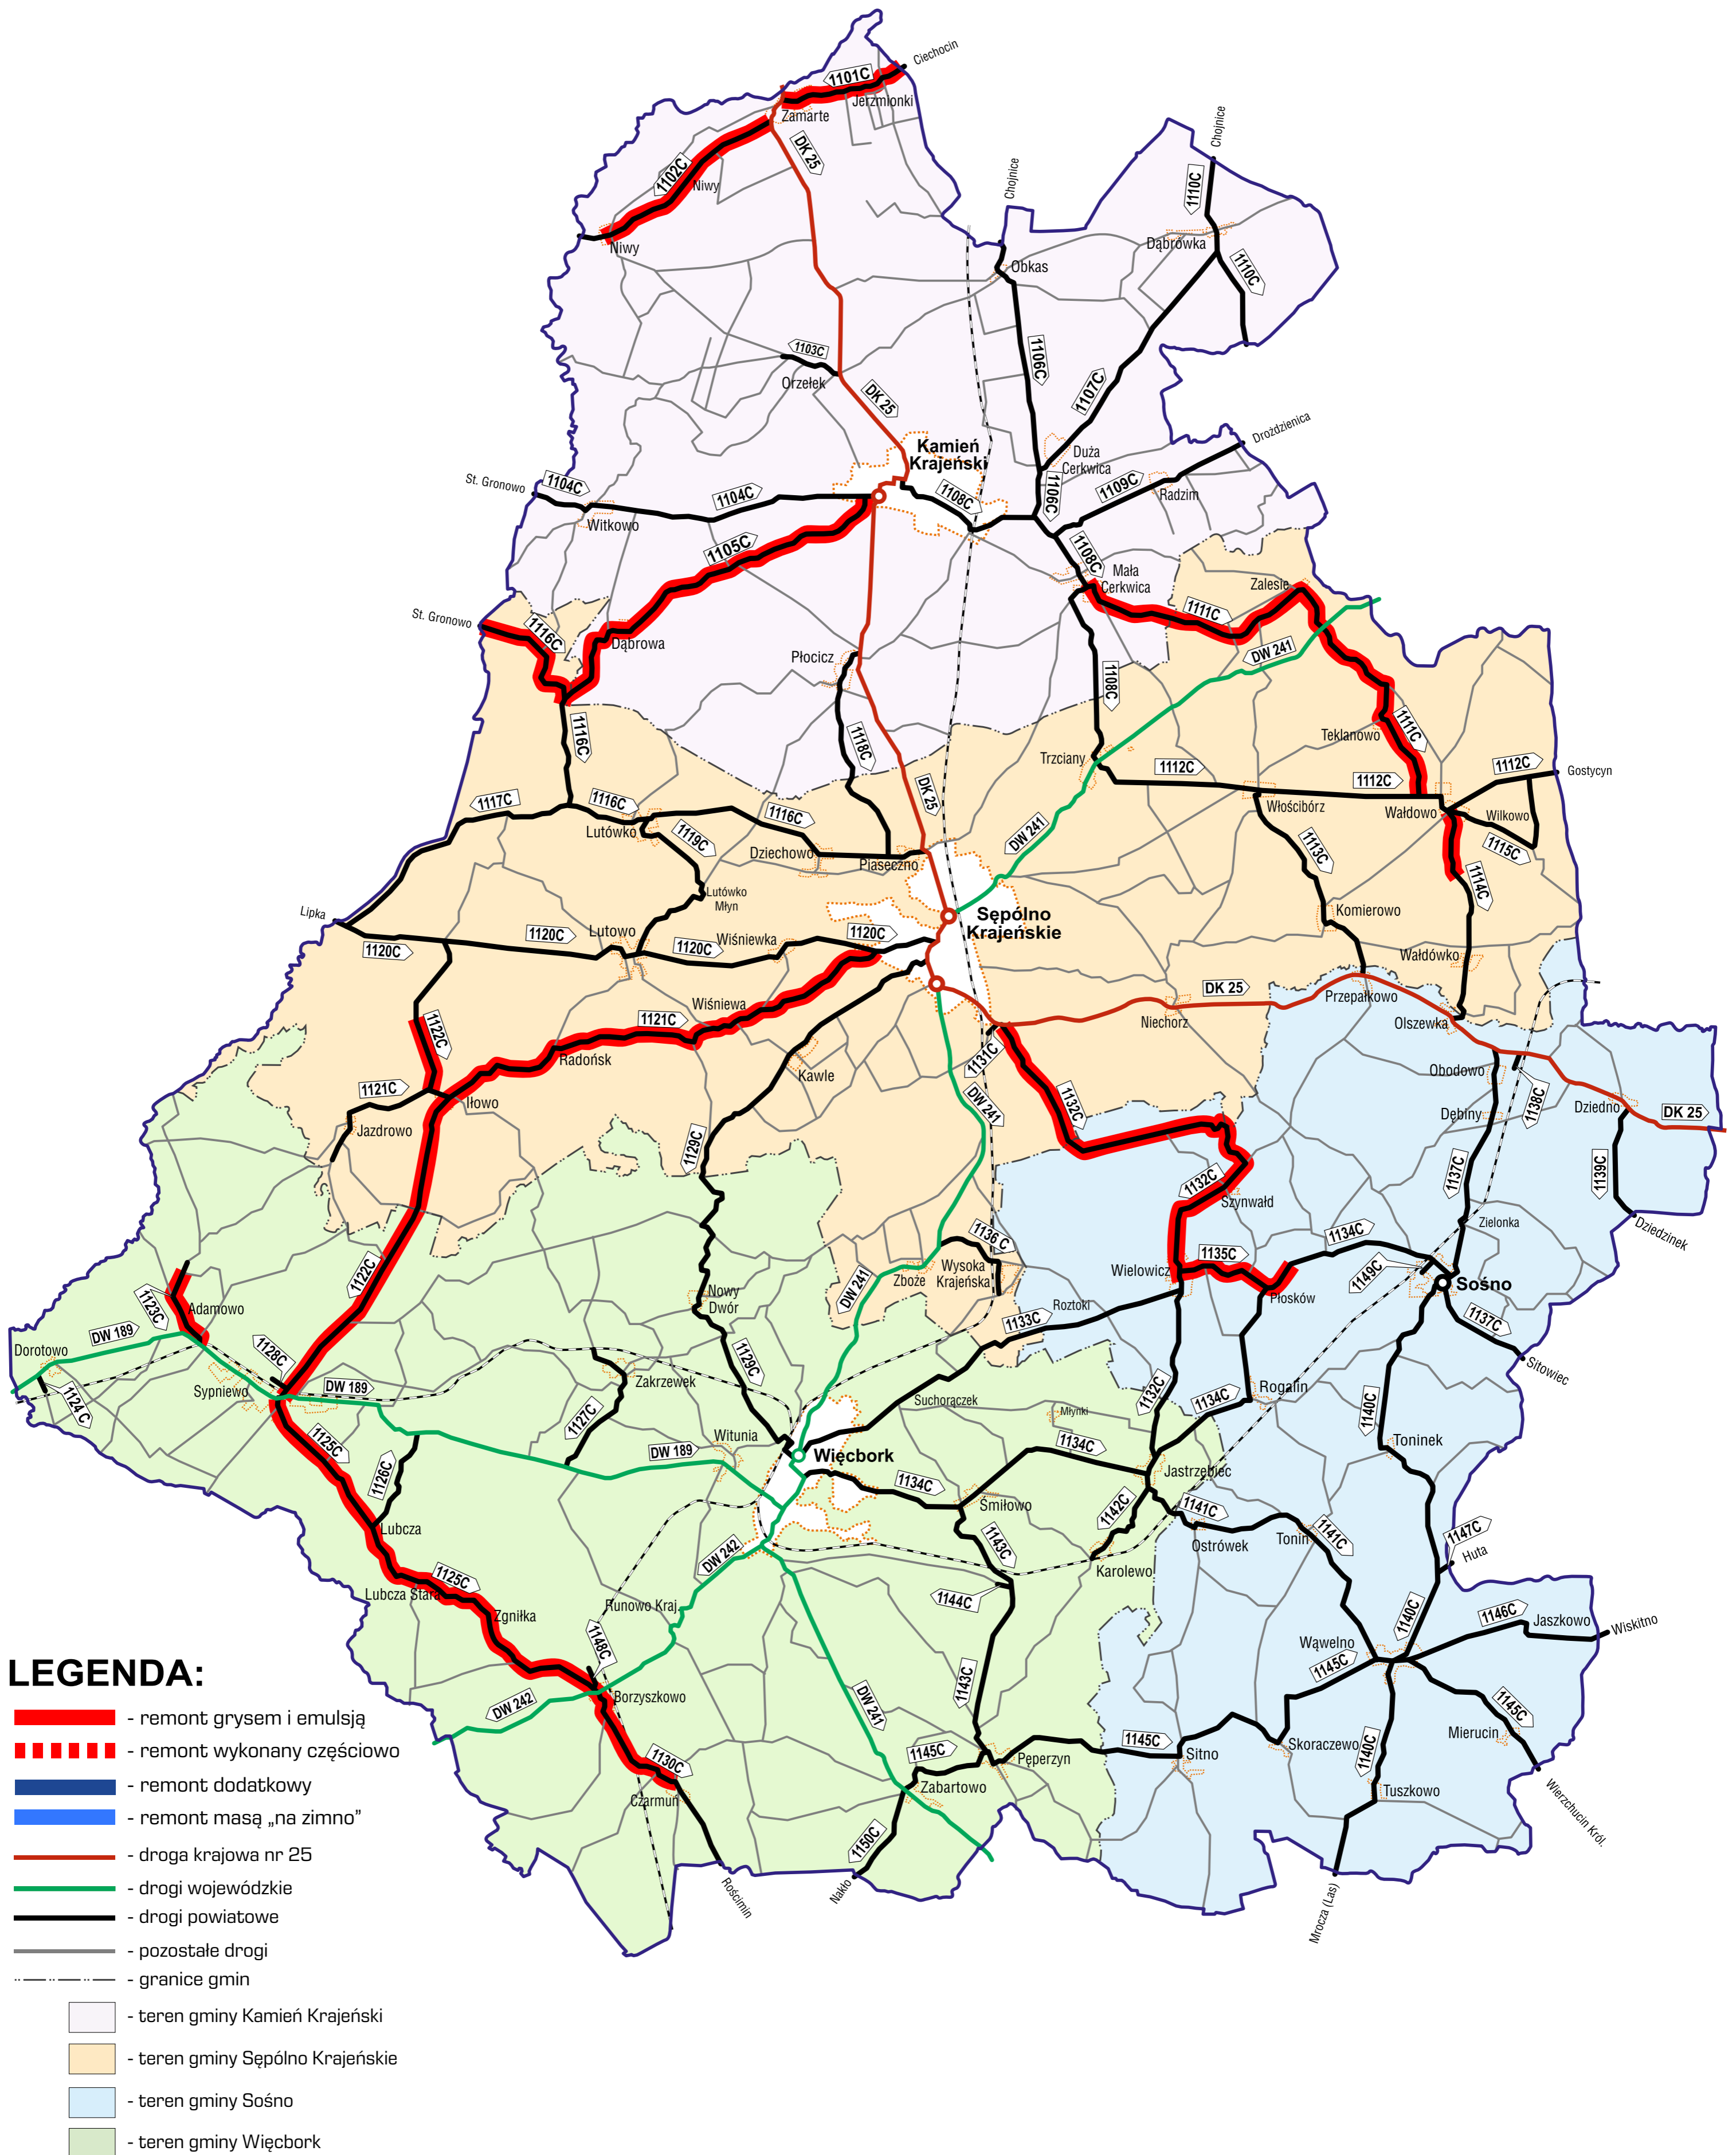 Ciechocin
1101C
Jerzmionki
Zamarte
DK 25
1102C
Niwy
Niwy
Chojnice
Chojnice
1110C
Dąbrówka
1110C
Obkas
1103C
Orzełek
DK 25
1106C
1107C
Kamień
Krajeński
Duża
Cerkwica
Drożdzienica
St. Gronowo
1104C
1104C
Witkowo
1108C
1106C
1109C
Radzim
1105C
1108C
Mała
Cerkwica
Zalesie
1111C
St. Gronowo
1116C
Dąbrowa
Płocicz
DW 241
1108C
1116C
1118C
Teklanowo
1111C
Trzciany
1112C
1112C
1112C
Gostycyn
DK 25
Włościbórz
Wałdowo
Wilkowo
1117C
1116C
Lutówko
1116C
1119C
Dziechowo
Piaseczno
DW 241
1113C
1115C
1114C
Lutówko
Młyn
Lipka
Sępólno
Krajeńskie
Komierowo
1120C
1120C
Lutowo
1120C
Wiśniewka
1120C
Wałdówko
Przepałkowo
DK 25
Niechorz
Olszewka
Wiśniewa
1121C
1122C
Radońsk
1131C
Kawle
1132C
Obodowo
1138C
Dębiny
Dziedno
DK 25
1121C
Iłowo
Jazdrowo
DW 241
1129C
1137C
1139C
1132C
Szynwałd
Zielonka
Dziedzinek
1134C
1136 C
Wysoka
Krajeńska
Zboże
1135C
Wielowicz
1149C
Sośno
Płosków
1122C
1123C
Adamowo
DW 241
Nowy
Dwór
Roztoki
1133C
1137C
Sitowiec
DW 189
Dorotowo
1128C
DW 189
Sypniewo
1124 C
Zakrzewek
1129C
Suchorączek
Młynki
1132C
1134C
Rogalin
1140C
1127C
1125C
1126C
Witunia
DW 189
Więcbork
1134C
1134C
Śmiłowo
Jastrzębiec
Toninek
1142C
1141C
Ostrówek
Tonin
1141C
Lubcza
DW 242
1143C
Karolewo
1147C
Huta
1125C
Lubcza Stara
Zgniłka
Runowo Kraj.
1144C
1140C
1146C
Jaszkowo
Wiskitno
1148C
Wąwelno
1145C
Borzyszkowo
DW 242
DW 241
1143C
1145C
Mierucin
1130C
Czarmuń
1145C
Pęperzyn
1145C
Sitno
Skoraczewo
1140C
Tuszkowo
Zabartowo
Wierzchucin Król.
1150C
Nakło
Rościmin
Mrocza (Las)
LEGENDA:
- remont grysem i emulsją
- remont wykonany częściowo
- remont dodatkowy
- remont masą „na zimno”
- droga krajowa nr 25
- drogi wojewódzkie
- drogi powiatowe
- pozostałe drogi
- granice gmin
- teren gminy Kamień Krajeński
- teren gminy Sępólno Krajeńskie
- teren gminy Sośno
- teren gminy Więcbork